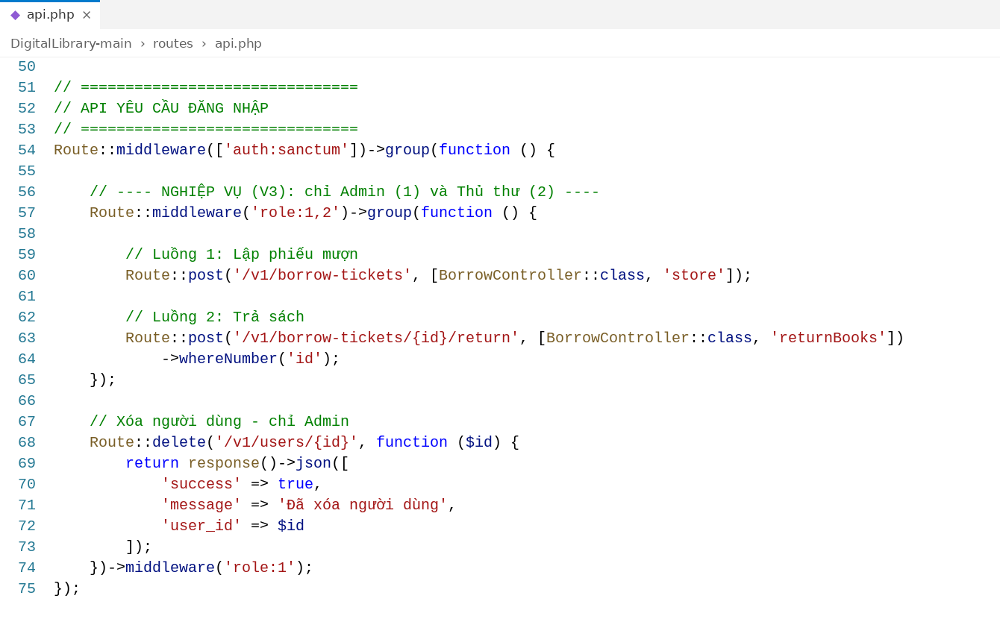 api.php ×
DigitalLibrary-main › routes › api.php
50
51 // ===============================
52 // API YÊU CẦU ĐĂNG NHẬP
53 // ===============================
54 Route::middleware(['auth:sanctum'])->group(function () {
55
56     // ---- NGHIỆP VỤ (V3): chỉ Admin (1) và Thủ thư (2) ----
57     Route::middleware('role:1,2')->group(function () {
58
59         // Luồng 1: Lập phiếu mượn
60         Route::post('/v1/borrow-tickets', [BorrowController::class, 'store']);
61
62         // Luồng 2: Trả sách
63         Route::post('/v1/borrow-tickets/{id}/return', [BorrowController::class, 'returnBooks'])
64             ->whereNumber('id');
65     });
66
67     // Xóa người dùng - chỉ Admin
68     Route::delete('/v1/users/{id}', function ($id) {
69         return response()->json([
70             'success' => true,
71             'message' => 'Đã xóa người dùng',
72             'user_id' => $id
73         ]);
74     })->middleware('role:1');
75 });